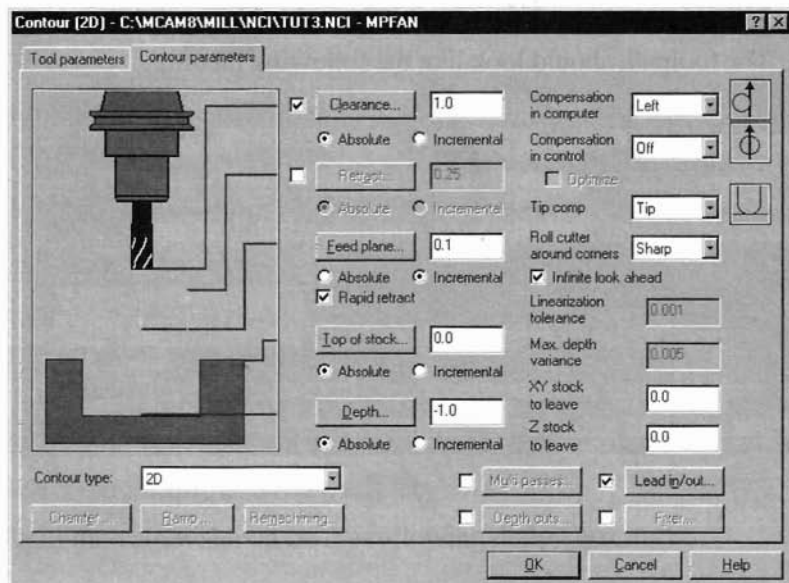 Contour (2D) - C:\MCAM8\MILL\NCI\TUT3.NCI - MPFAN
Tool parameters
Contour parameters
Clearance...
1.0
Absolute
Incremental
Retract...
0.25
Absolute
Incremental
Feed plane...
0.1
Absolute
Incremental
Rapid retract
Top of stock...
0.0
Absolute
Incremental
Depth...
-1.0
Absolute
Incremental
Compensation
in computer
Left
Compensation
in control
Off
Optimize
Tip comp
Tip
Roll cutter
around corners
Sharp
Infinite look ahead
Linearization
tolerance
0.001
Max. depth
variance
0.005
XY stock
to leave
0.0
Z stock
to leave
0.0
Contour type:
2D
Multi passes...
Lead in/out...
Chamfer...
Ramp...
Remachining...
Depth cuts...
Filter...
OK
Cancel
Help